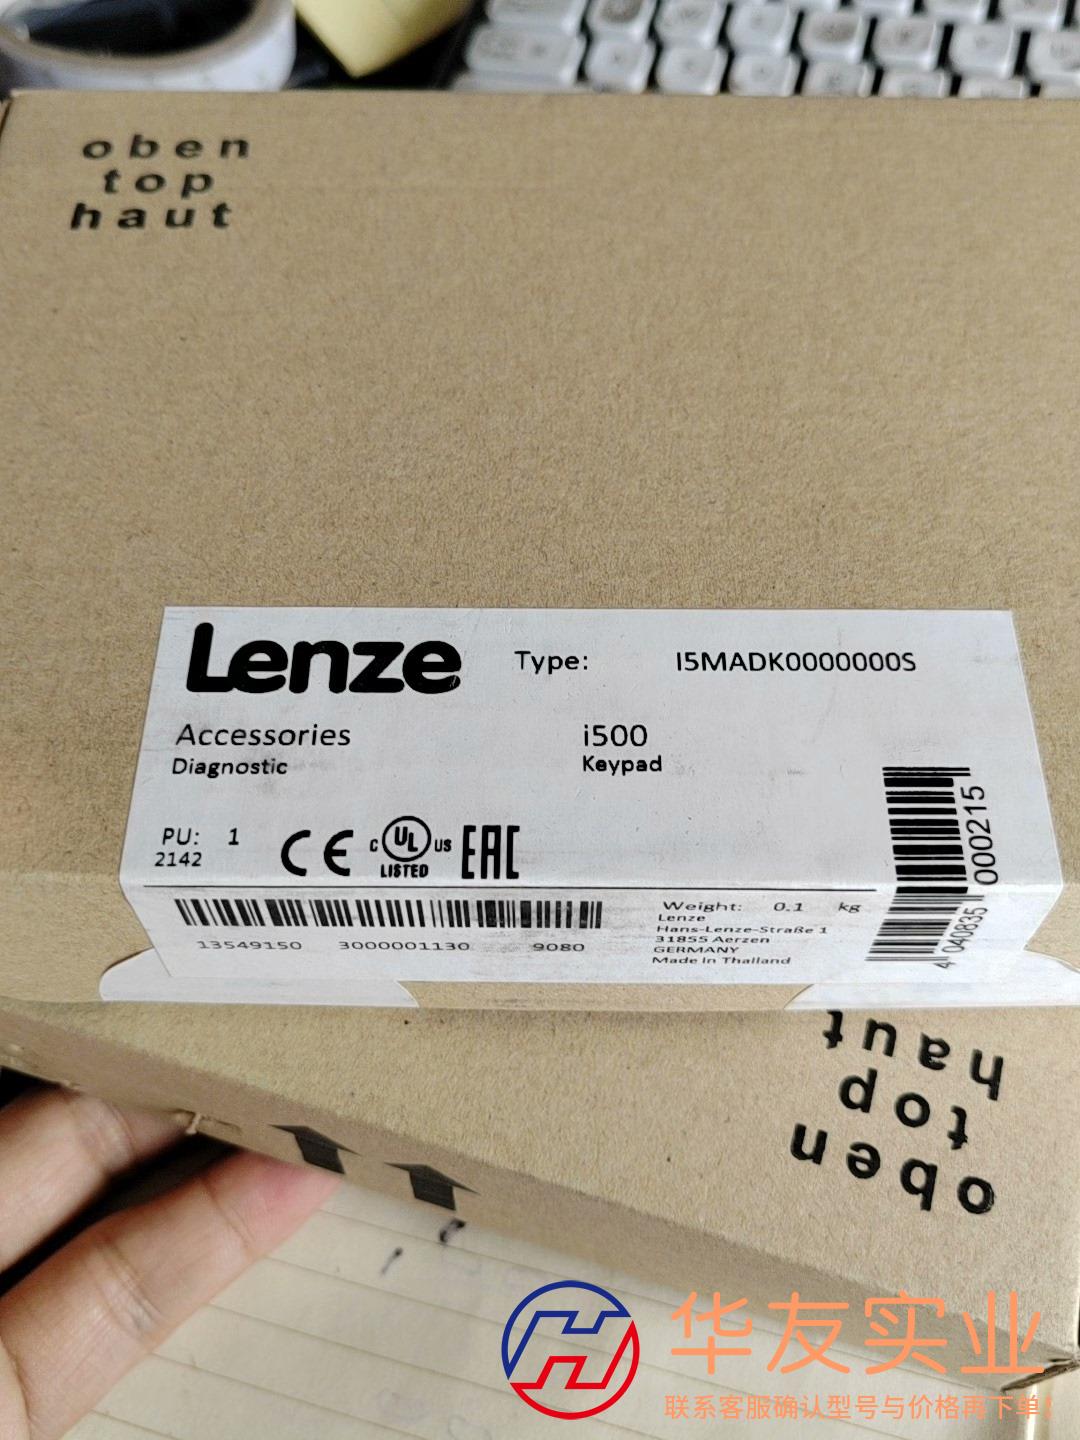 oben
top
haut
Lenze
Type: I5MADK0000000S
Accessories i500
Diagnostic Keypad
PU: 1
2142
CE
C UL US
LISTED
EAC
13549150 3000001130 9080
Weight: 0.1 kg
Lenze
Hans-Lenze-Straße 1
31855 Aerzen
GERMANY
Made in Thailand
4 040835 000215
oben
top
haut
华友实业
联系客服确认型号与价格再下单!